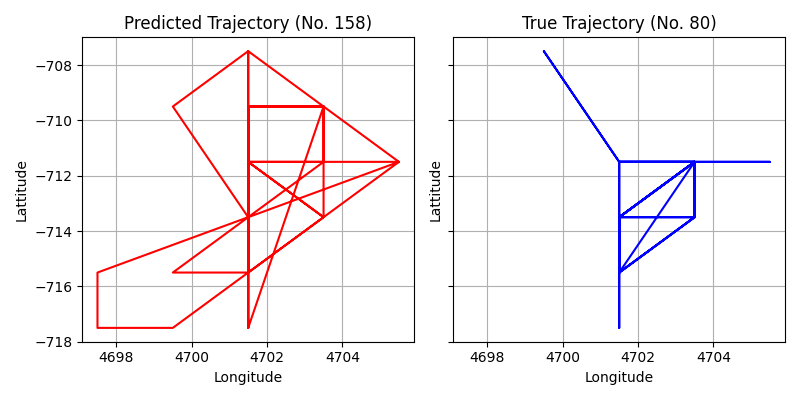 Predicted Trajectory (No. 158)
Lattitude
−708
−710
−712
−714
−716
−718
4698 4700 4702 4704
Longitude
True Trajectory (No. 80)
Lattitude
4698 4700 4702 4704
Longitude